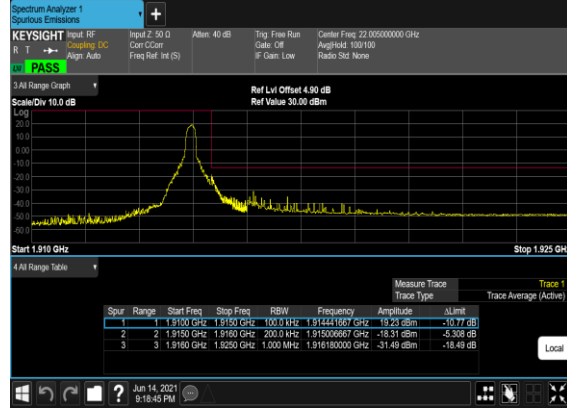 Spectrum Analyzer 1
Spurious Emissions
+
KEYSIGHT Input: RF Input Z: 50 Ω Atten: 40 dB Trig: Free Run Center Freq: 22.005000000 GHz
R T Coupling: DC Corr CCorr Gate: Off Avg|Hold: 100/100
Align: Auto Freq Ref: Int (S) IF Gain: Low Radio Std: None
PASS
3 All Range Graph
Ref Lvl Offset 4.90 dB
Scale/Div 10.0 dB Ref Value 30.00 dBm
Log
20.0
10.0
0.00
-10.0
-20.0
-30.0
-40.0
-50.0
-60.0
Start 1.910 GHz Stop 1.925 GH
4 All Range Table
Measure Trace Trace 1
Trace Type Trace Average (Active)
Spur Range Start Freq Stop Freq RBW Frequency Amplitude ΔLimit
1 1 1.9100 GHz 1.9150 GHz 100.0 kHz 1.914441667 GHz 19.23 dBm -10.77 dB
2 2 1.9150 GHz 1.9160 GHz 200.0 kHz 1.915006667 GHz -18.31 dBm -5.308 dB
3 3 1.9160 GHz 1.9250 GHz 1.000 MHz 1.916180000 GHz -31.49 dBm -18.49 dB
Local
? Jun 14, 2021
9:18:45 PM